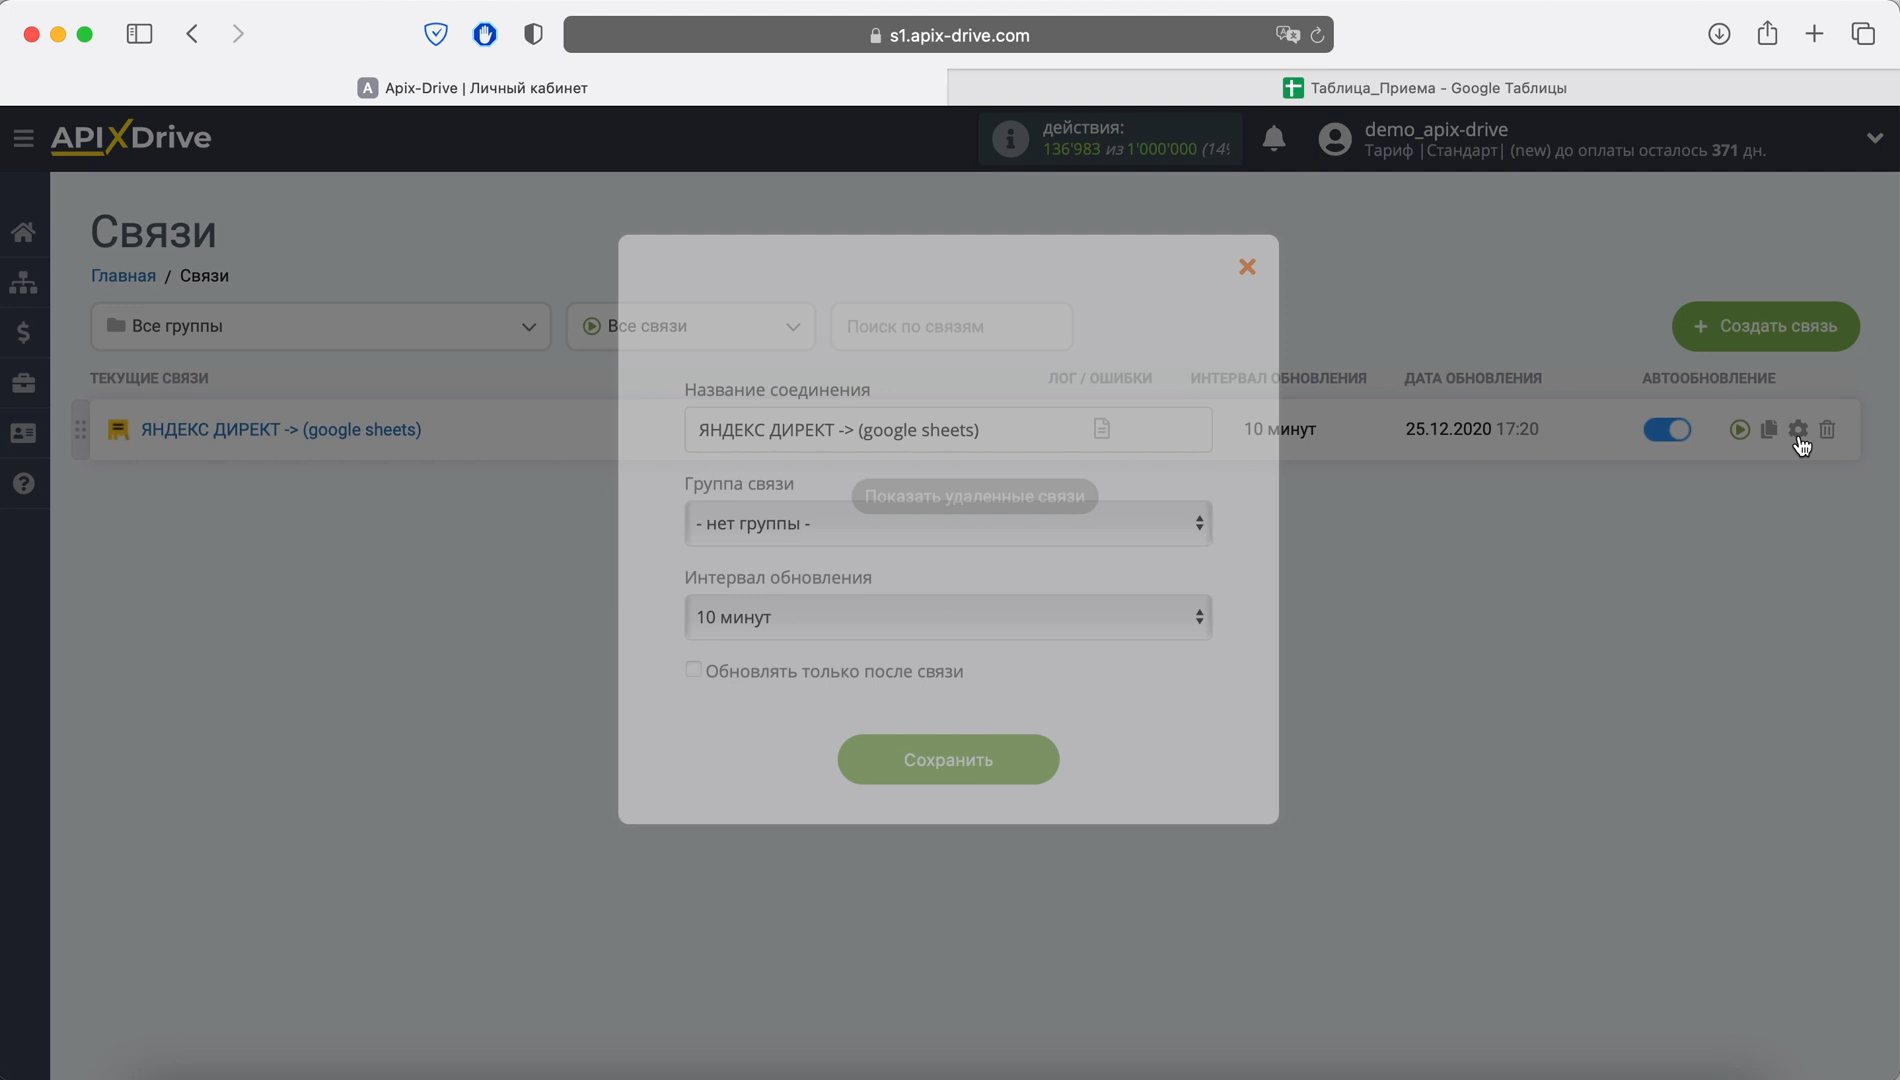 s1.apix-drive.com
A Apix-Drive | Личный кабинет
Таблица_Приема - Google Таблицы
APIXDrive
действия:
136'983 из 1'000'000 (14%
demo_apix-drive
Тариф |Стандарт| (new) до оплаты осталось 371 дн.
Связи
Главная / Связи
Все группы
Все связи
Поиск по связям
+ Создать связь
ТЕКУЩИЕ СВЯЗИ
ЛОГ / ОШИБКИ
ИНТЕРВАЛ ОБНОВЛЕНИЯ
ДАТА ОБНОВЛЕНИЯ
АВТООБНОВЛЕНИЕ
ЯНДЕКС ДИРЕКТ -> (google sheets)
10 минут
25.12.2020 17:20
Показать удаленные связи
Название соединения
ЯНДЕКС ДИРЕКТ -> (google sheets)
Группа связи
- нет группы -
Интервал обновления
10 минут
Обновлять только после связи
Сохранить